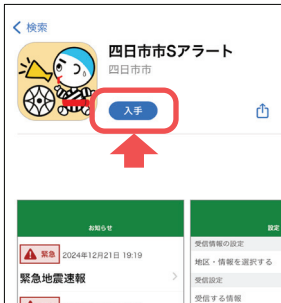 検索
四日市市Sアラート
四日市市
入手
お知らせ
緊急 2024年12月21日 19:19
緊急地震速報
設定
受信情報の設定
地区・情報を選択する
受信設定
受信する情報